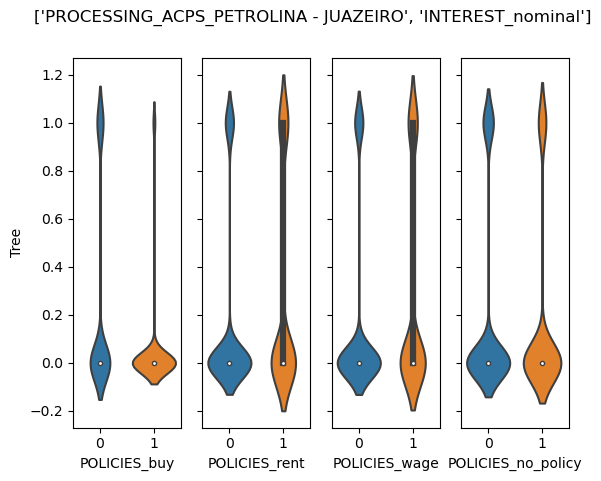 ['PROCESSING_ACPS_PETROLINA - JUAZEIRO', 'INTEREST_nominal']
Tree
1.2
1.0
0.8
0.6
0.4
0.2
0.0
−0.2
0 1 0 1 0 1 0 1
POLICIES_buy POLICIES_rent POLICIES_wage POLICIES_no_policy